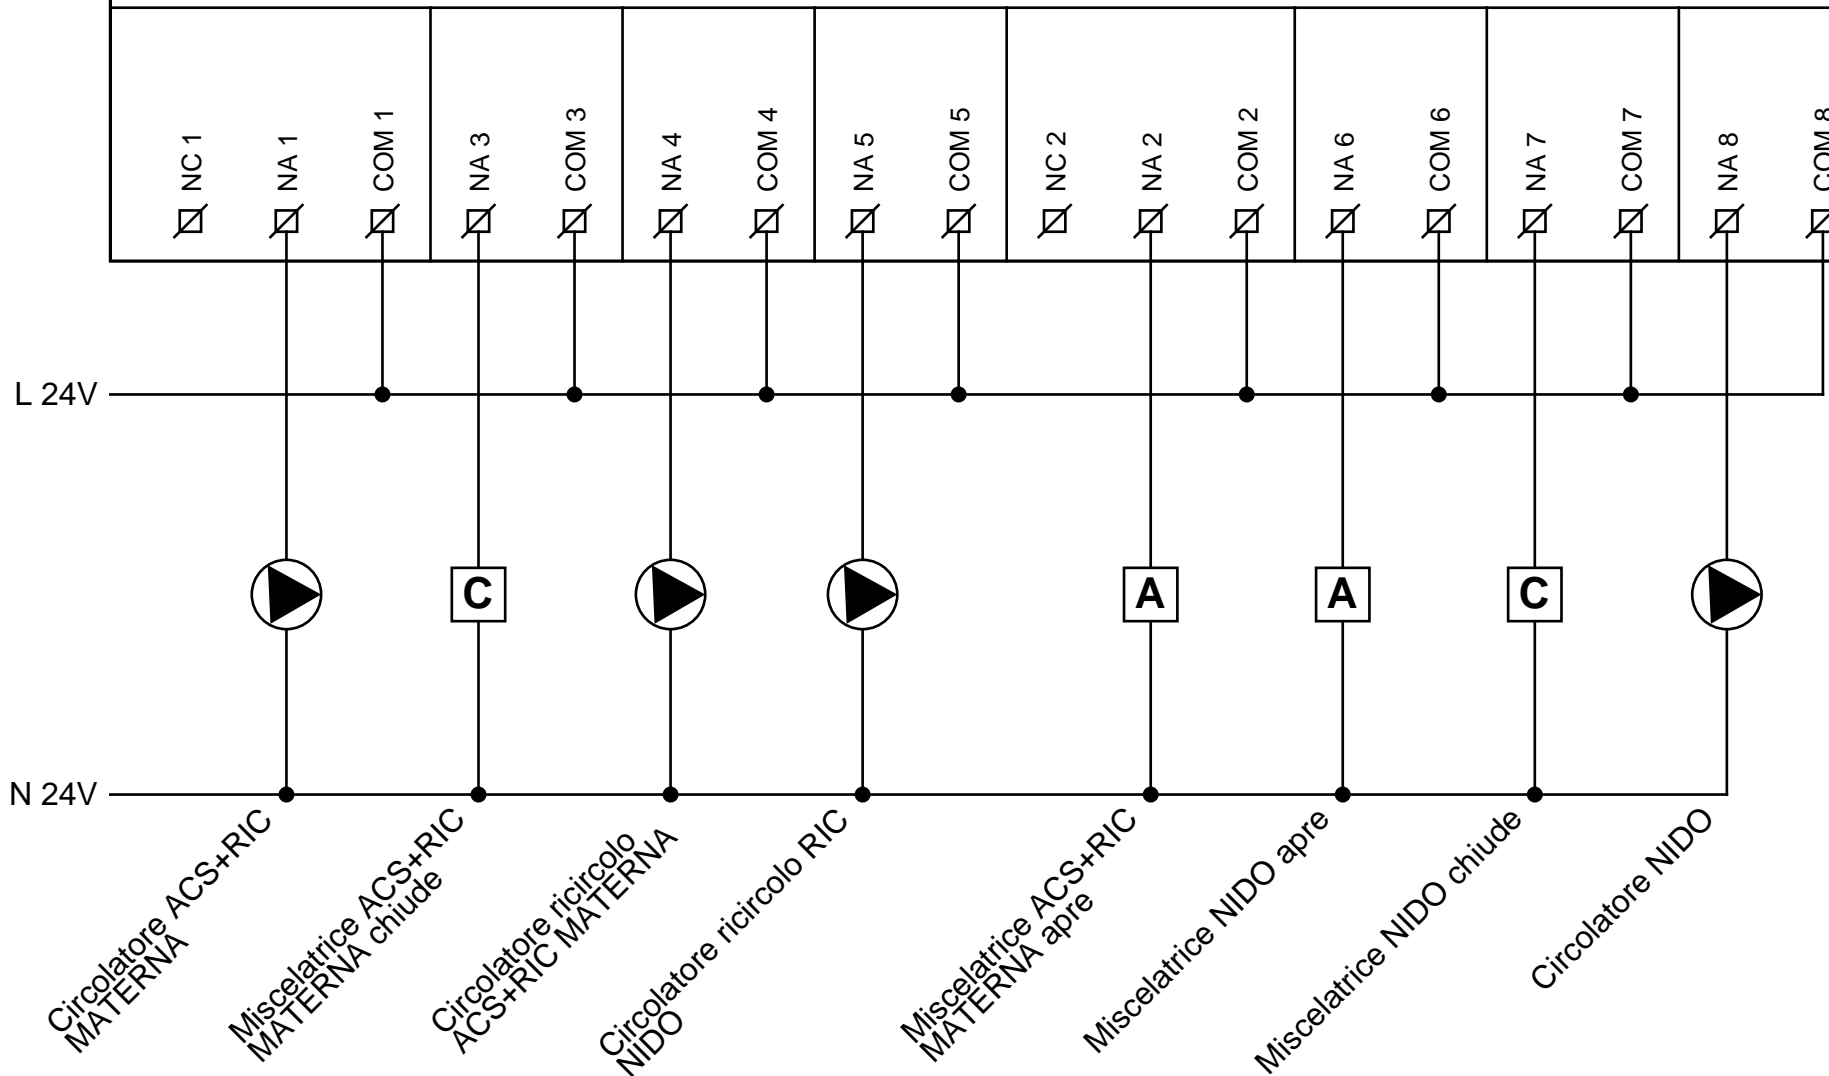 NC 1
NA 1
COM 1
NA 3
COM 3
NA 4
COM 4
NA 5
COM 5
NC 2
NA 2
COM 2
NA 6
COM 6
NA 7
COM 7
NA 8
COM 8
L 24V
C
A
A
C
N 24V
Circolatore ACS+RIC
MATERNA
Miscelatrice ACS+RIC
MATERNA chiude
Circolatore ricircolo
ACS+RIC MATERNA
Circolatore ricircolo RIC
NIDO
Miscelatrice ACS+RIC
MATERNA apre
Miscelatrice NIDO apre
Miscelatrice NIDO chiude
Circolatore NIDO